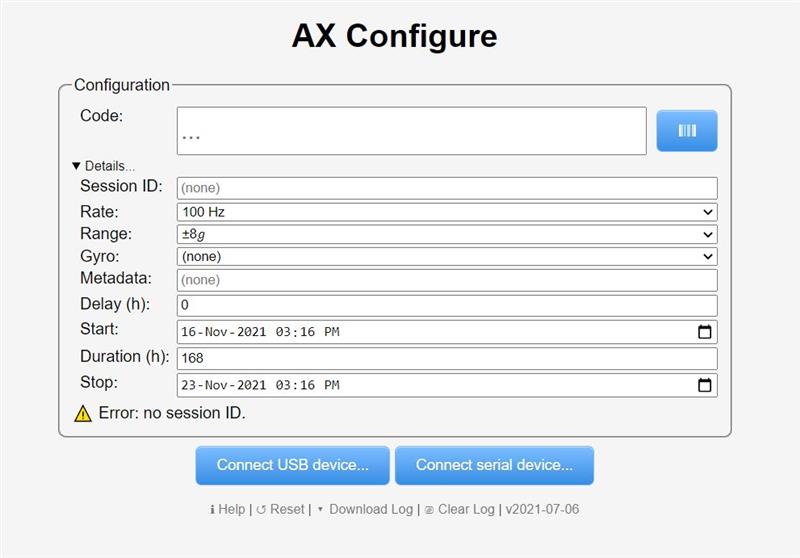 AX Configure
Configuration
Code:
...
▼ Details...
Session ID: (none)
Rate: 100 Hz
Range: ±8g
Gyro: (none)
Metadata: (none)
Delay (h): 0
Start: 16-Nov-2021 03:16 PM
Duration (h): 168
Stop: 23-Nov-2021 03:16 PM
⚠ Error: no session ID.
Connect USB device... Connect serial device...
ℹ Help | ↺ Reset | ▼ Download Log | ⎚ Clear Log | v2021-07-06